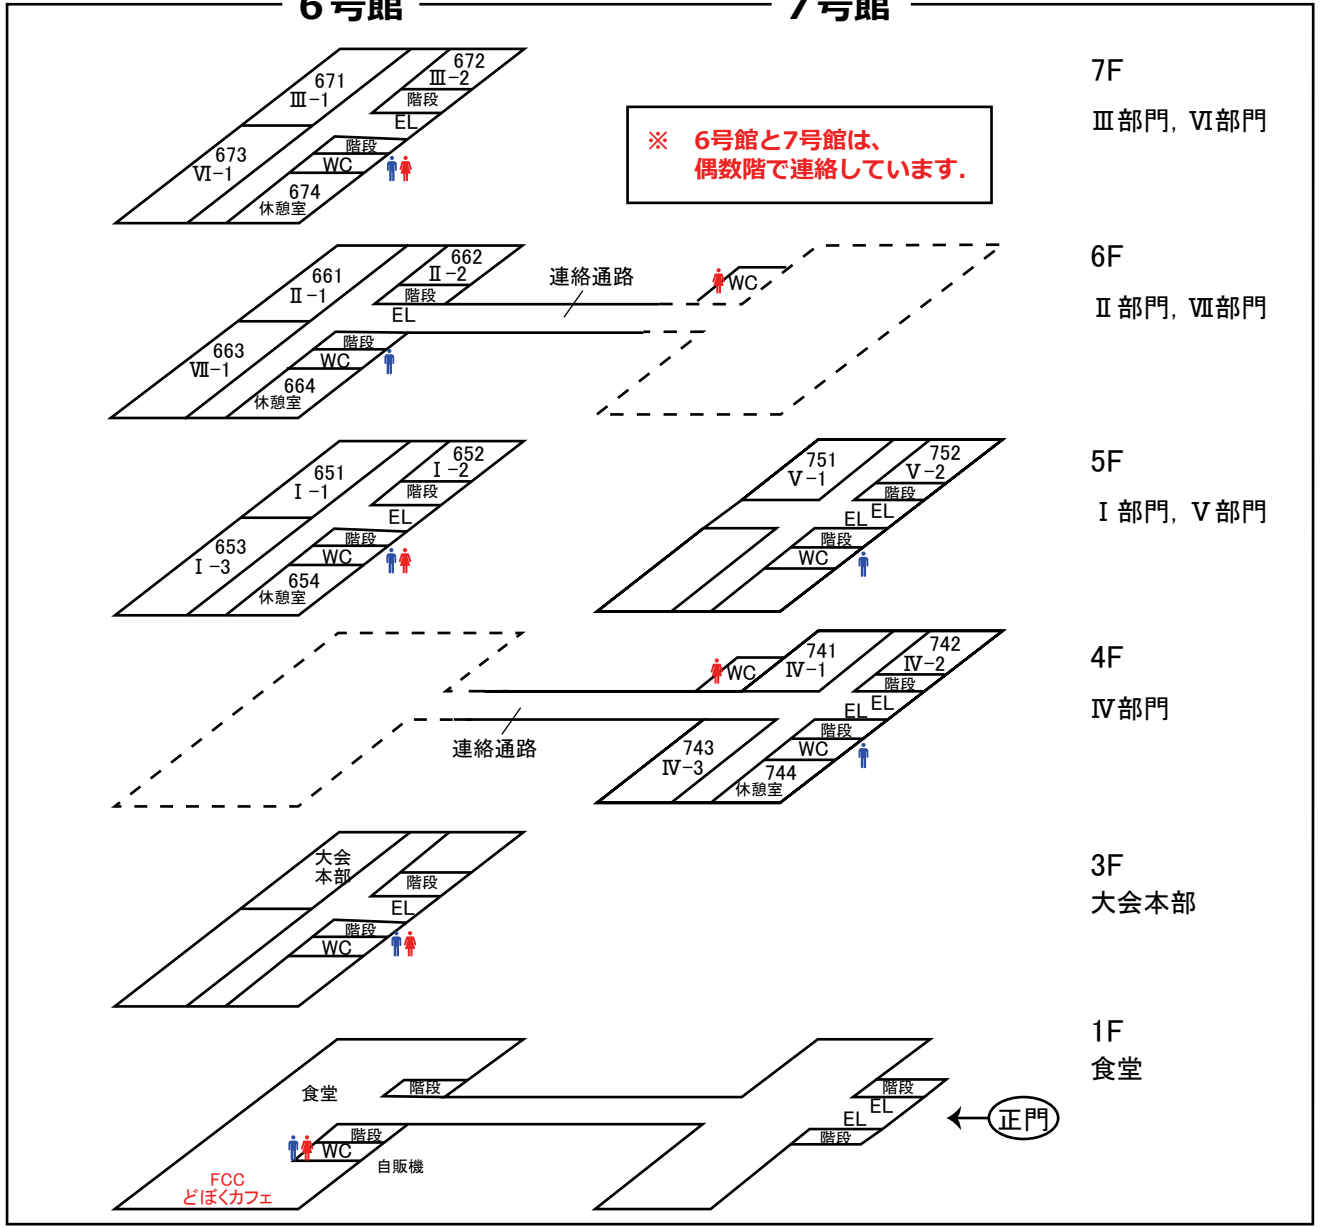 6号館
7号館
※ 6号館と7号館は、
偶数階で連絡しています.
671
Ⅲ-1
672
Ⅲ-2
階段
EL
673
Ⅵ-1
階段
WC
674
休憩室
7F
Ⅲ部門, Ⅵ部門
661
Ⅱ-1
662
Ⅱ-2
階段
EL
連絡通路
WC
663
Ⅶ-1
階段
WC
664
休憩室
6F
Ⅱ部門, Ⅶ部門
651
Ⅰ-1
652
Ⅰ-2
階段
EL
653
Ⅰ-3
階段
WC
654
休憩室
751
Ⅴ-1
752
Ⅴ-2
階段
EL
EL
階段
WC
5F
Ⅰ部門, Ⅴ部門
連絡通路
WC
741
Ⅳ-1
742
Ⅳ-2
階段
EL
EL
743
Ⅳ-3
階段
WC
744
休憩室
4F
Ⅳ部門
大会
本部
階段
EL
階段
WC
3F
大会本部
食堂
階段
階段
WC
自販機
FCC
どぼくカフェ
階段
EL
EL
階段
正門
1F
食堂